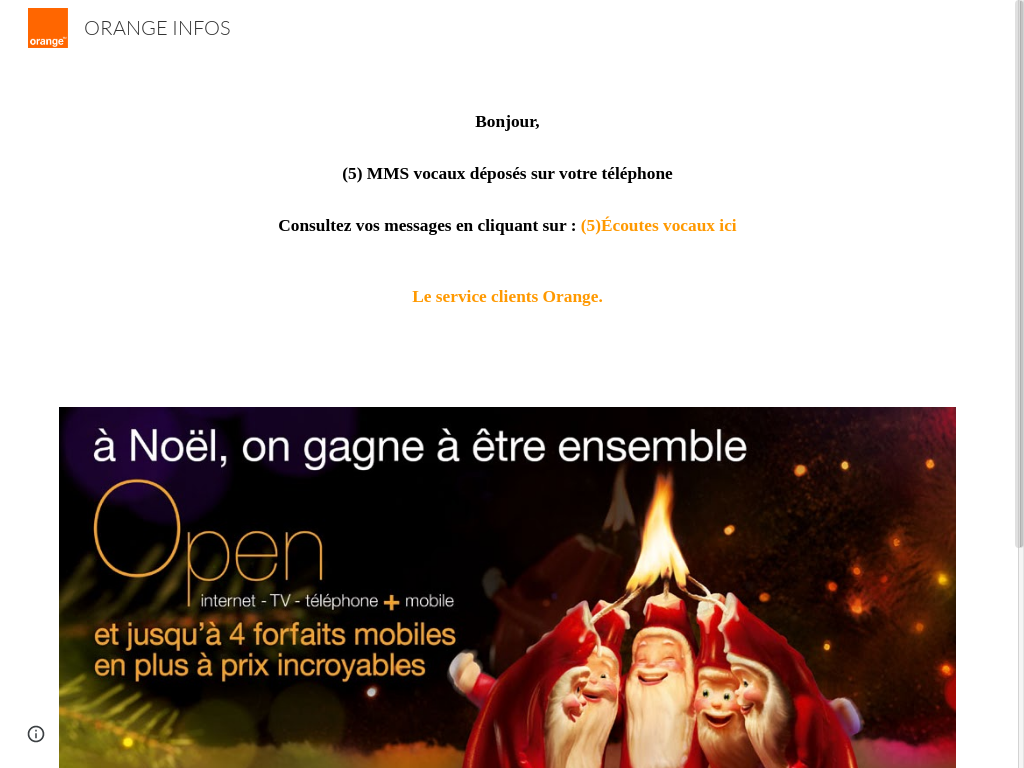 orange™
ORANGE INFOS
Bonjour,
(5) MMS vocaux déposés sur votre téléphone
Consultez vos messages en cliquant sur : (5)Écoutes vocaux ici
Le service clients Orange.
à Noël, on gagne à être ensemble
Open
internet - TV - téléphone + mobile
et jusqu'à 4 forfaits mobiles
en plus à prix incroyables